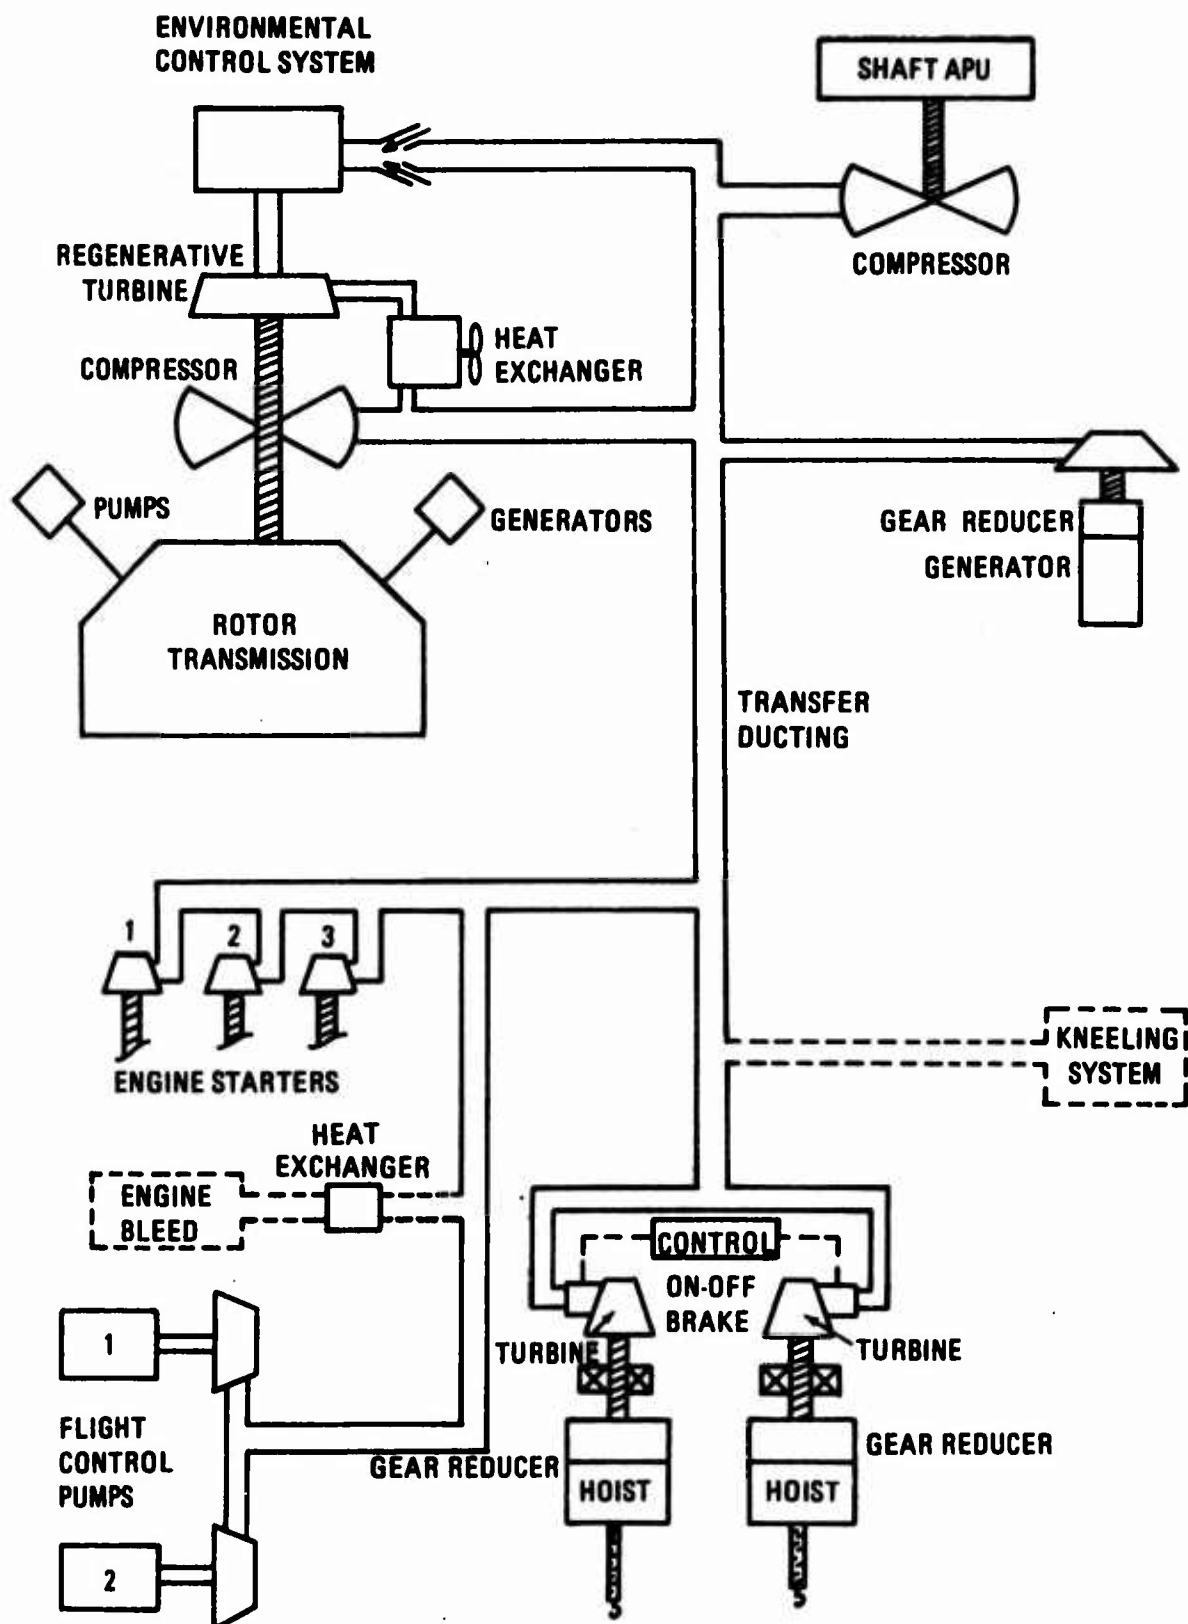 ENVIRONMENTAL
CONTROL SYSTEM
SHAFT APU
COMPRESSOR
REGENERATIVE
TURBINE
HEAT
EXCHANGER
COMPRESSOR
PUMPS
GENERATORS
GEAR REDUCER
GENERATOR
ROTOR
TRANSMISSION
TRANSFER
DUCTING
1
2
3
ENGINE STARTERS
KNEELING
SYSTEM
HEAT
EXCHANGER
ENGINE
BLEED
CONTROL
ON-OFF
BRAKE
TURBINE
TURBINE
1
FLIGHT
CONTROL
PUMPS
2
GEAR REDUCER
GEAR REDUCER
HOIST
HOIST